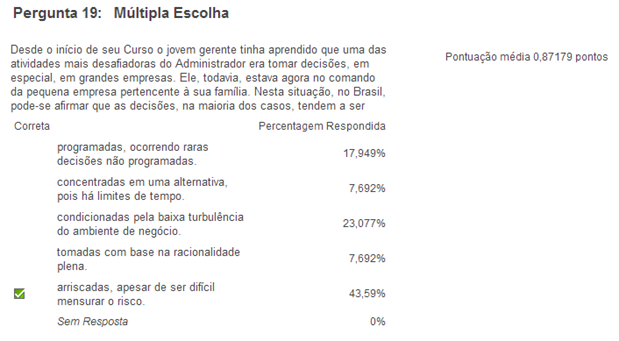 Pergunta 19: Múltipla Escolha
Desde o início de seu Curso o jovem gerente tinha aprendido que uma das
atividades mais desafiadoras do Administrador era tomar decisões, em
especial, em grandes empresas. Ele, todavia, estava agora no comando
da pequena empresa pertencente à sua família. Nesta situação, no Brasil,
pode-se afirmar que as decisões, na maioria dos casos, tendem a ser
Pontuação média 0,87179 pontos
Correta Percentagem Respondida
programadas, ocorrendo raras
decisões não programadas.
17,949%
concentradas em uma alternativa,
pois há limites de tempo.
7,692%
condicionadas pela baixa turbulência
do ambiente de negócio.
23,077%
tomadas com base na racionalidade
plena.
7,692%
arriscadas, apesar de ser difícil
mensurar o risco.
43,59%
Sem Resposta 0%